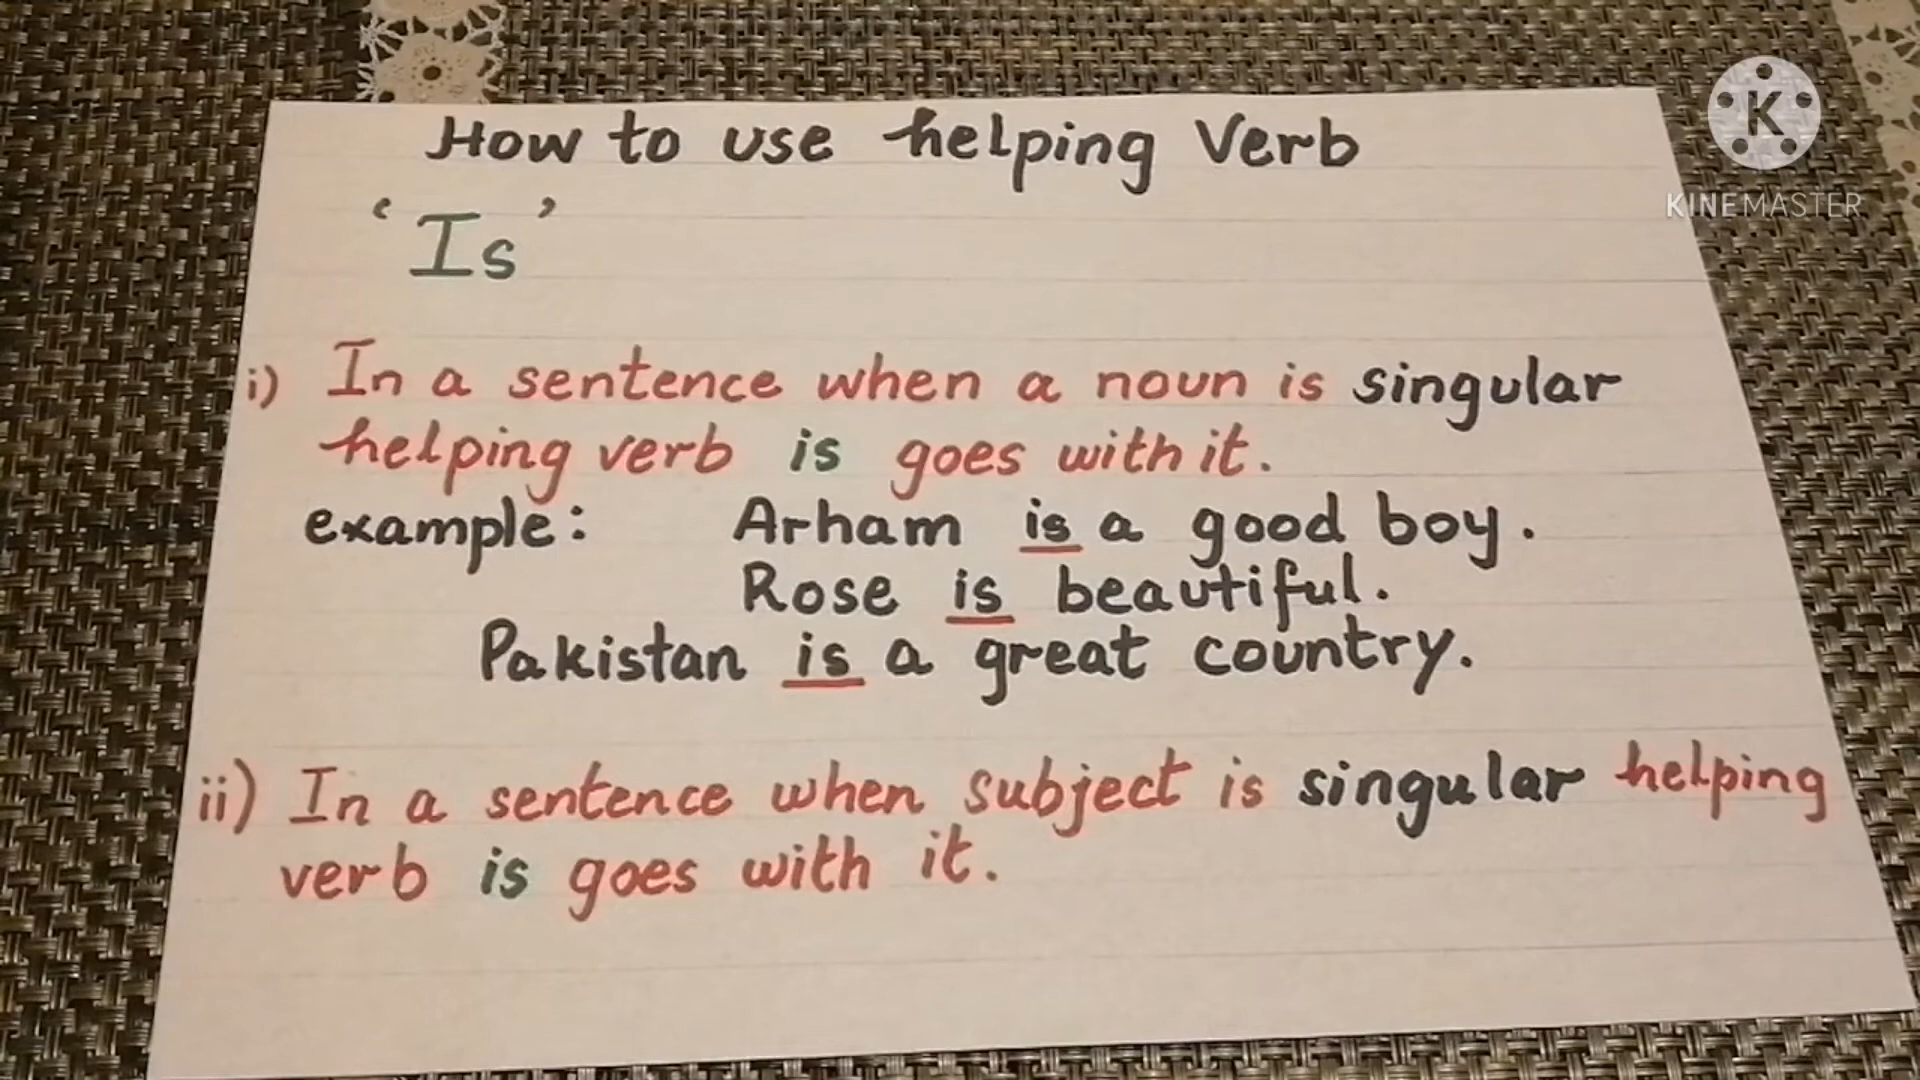 How to use helping Verb
'Is'
i) In a sentence when a noun is singular
helping verb is goes with it.
example: Arham is a good boy.
Rose is beautiful.
Pakistan is a great country.
ii) In a sentence when subject is singular helping
verb is goes with it.
K
KINEMASTER